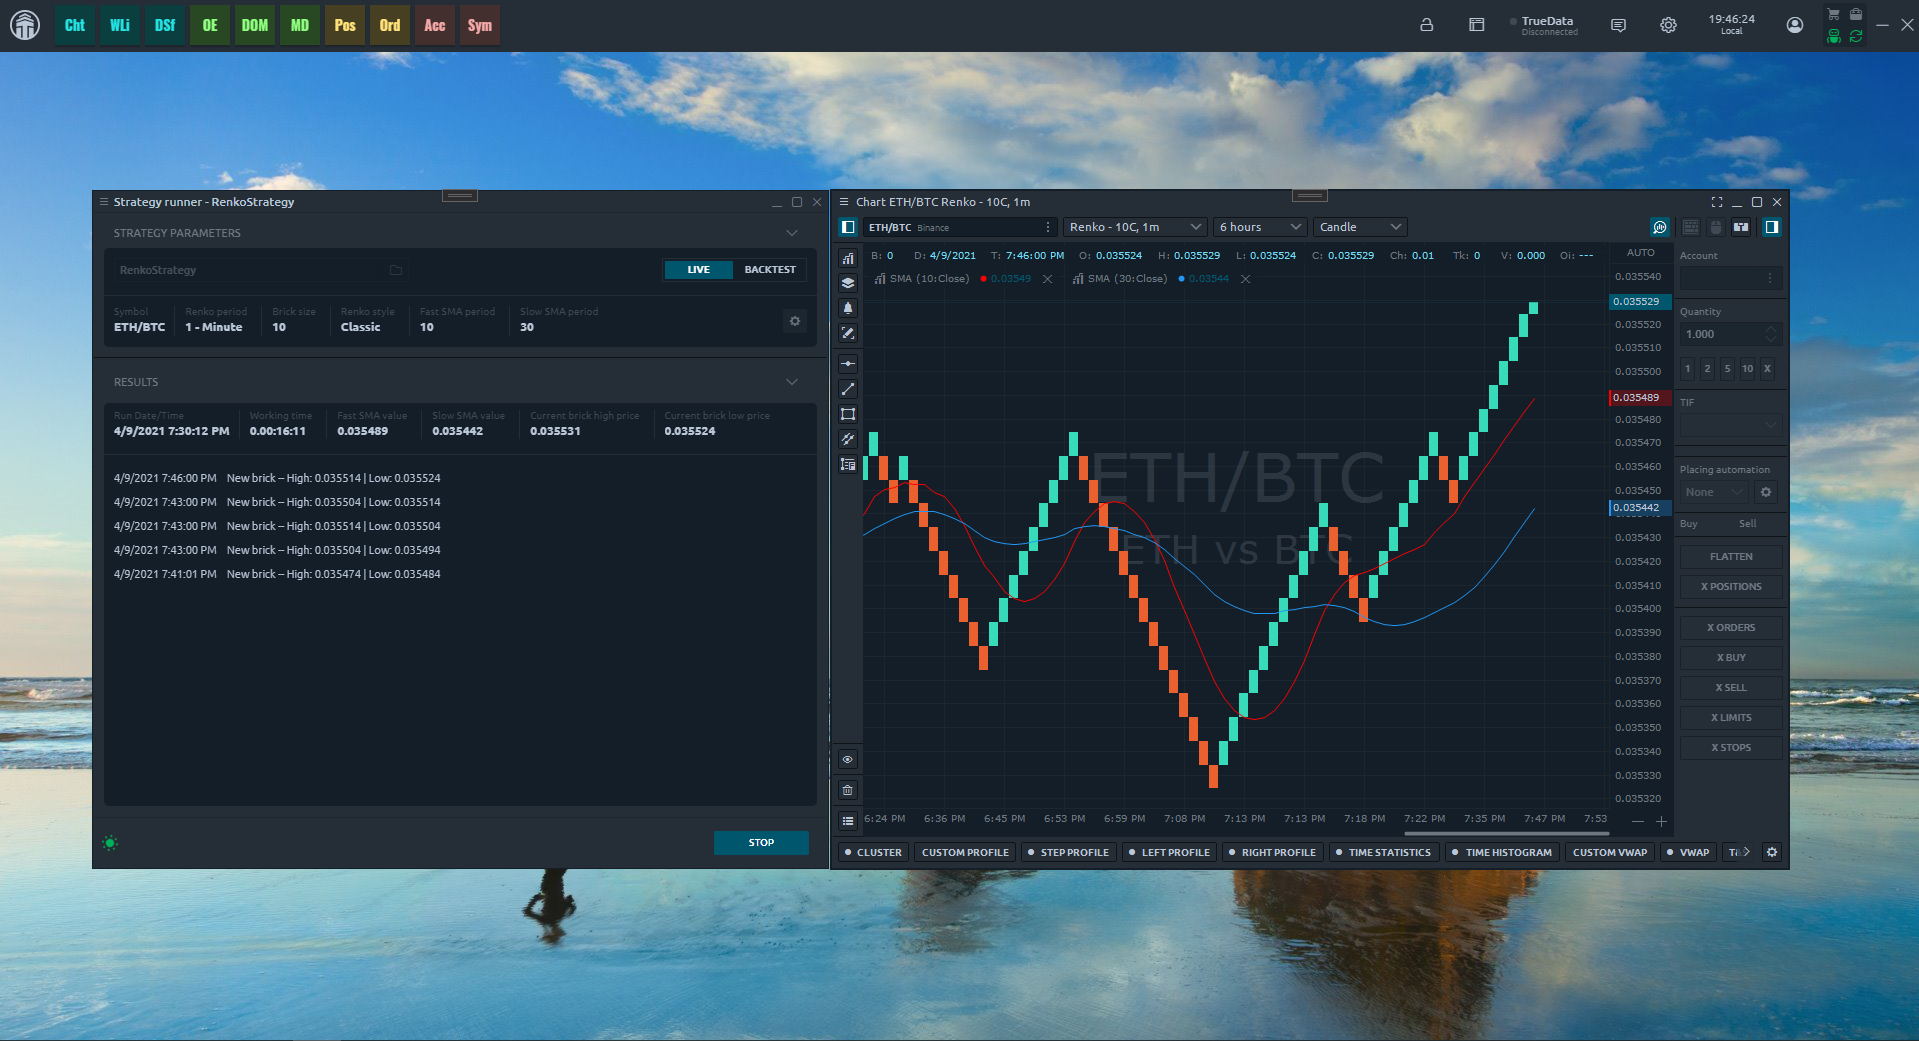 Cht WLi DSf OE DOM MD Pos Ord Acc Sym
TrueData
Disconnected
19:46:24
Local
Strategy runner - RenkoStrategy
STRATEGY PARAMETERS
RenkoStrategy
LIVE BACKTEST
Symbol Renko period Brick size Renko style Fast SMA period Slow SMA period
ETH/BTC 1 - Minute 10 Classic 10 30
RESULTS
Run Date/Time Working time Fast SMA value Slow SMA value Current brick high price Current brick low price
4/9/2021 7:30:12 PM 0.00:16:11 0.035489 0.035442 0.035531 0.035524
4/9/2021 7:46:00 PM New brick – High: 0.035514 | Low: 0.035524
4/9/2021 7:43:00 PM New brick – High: 0.035504 | Low: 0.035514
4/9/2021 7:43:00 PM New brick – High: 0.035514 | Low: 0.035504
4/9/2021 7:43:00 PM New brick – High: 0.035504 | Low: 0.035494
4/9/2021 7:41:01 PM New brick – High: 0.035474 | Low: 0.035484
STOP
Chart ETH/BTC Renko - 10C, 1m
ETH/BTC Binance Renko - 10C, 1m 6 hours Candle
B: 0 D: 4/9/2021 T: 7:46:00 PM O: 0.035524 H: 0.035529 L: 0.035524 C: 0.035529 Ch: 0.01 Tk: 0 V: 0.000 Oi: ---
SMA (10:Close) 0.03549 SMA (30:Close) 0.03544
ETH/BTC
ETH vs BTC
AUTO
0.035540
0.035529
0.035520
0.035510
0.035500
0.035489
0.035480
0.035470
0.035460
0.035450
0.035442
0.035430
0.035420
0.035410
0.035400
0.035390
0.035380
0.035370
0.035360
0.035350
0.035340
0.035330
0.035320
6:24 PM 6:36 PM 6:45 PM 6:53 PM 6:59 PM 7:08 PM 7:13 PM 7:13 PM 7:18 PM 7:22 PM 7:35 PM 7:47 PM 7:53
CLUSTER CUSTOM PROFILE STEP PROFILE LEFT PROFILE RIGHT PROFILE TIME STATISTICS TIME HISTOGRAM CUSTOM VWAP VWAP
Account
Quantity
1.000
1 2 5 10 X
TIF
Placing automation
None
Buy Sell
FLATTEN
X POSITIONS
X ORDERS
X BUY
X SELL
X LIMITS
X STOPS